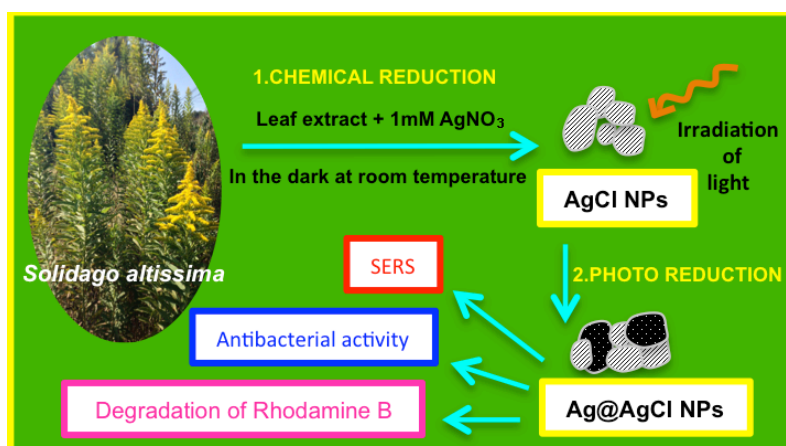 1.CHEMICAL REDUCTION
Leaf extract + 1mM AgNO₃
In the dark at room temperature
Solidago altissima
Irradiation
of
light
AgCl NPs
2.PHOTO REDUCTION
SERS
Antibacterial activity
Degradation of Rhodamine B
Ag@AgCl NPs